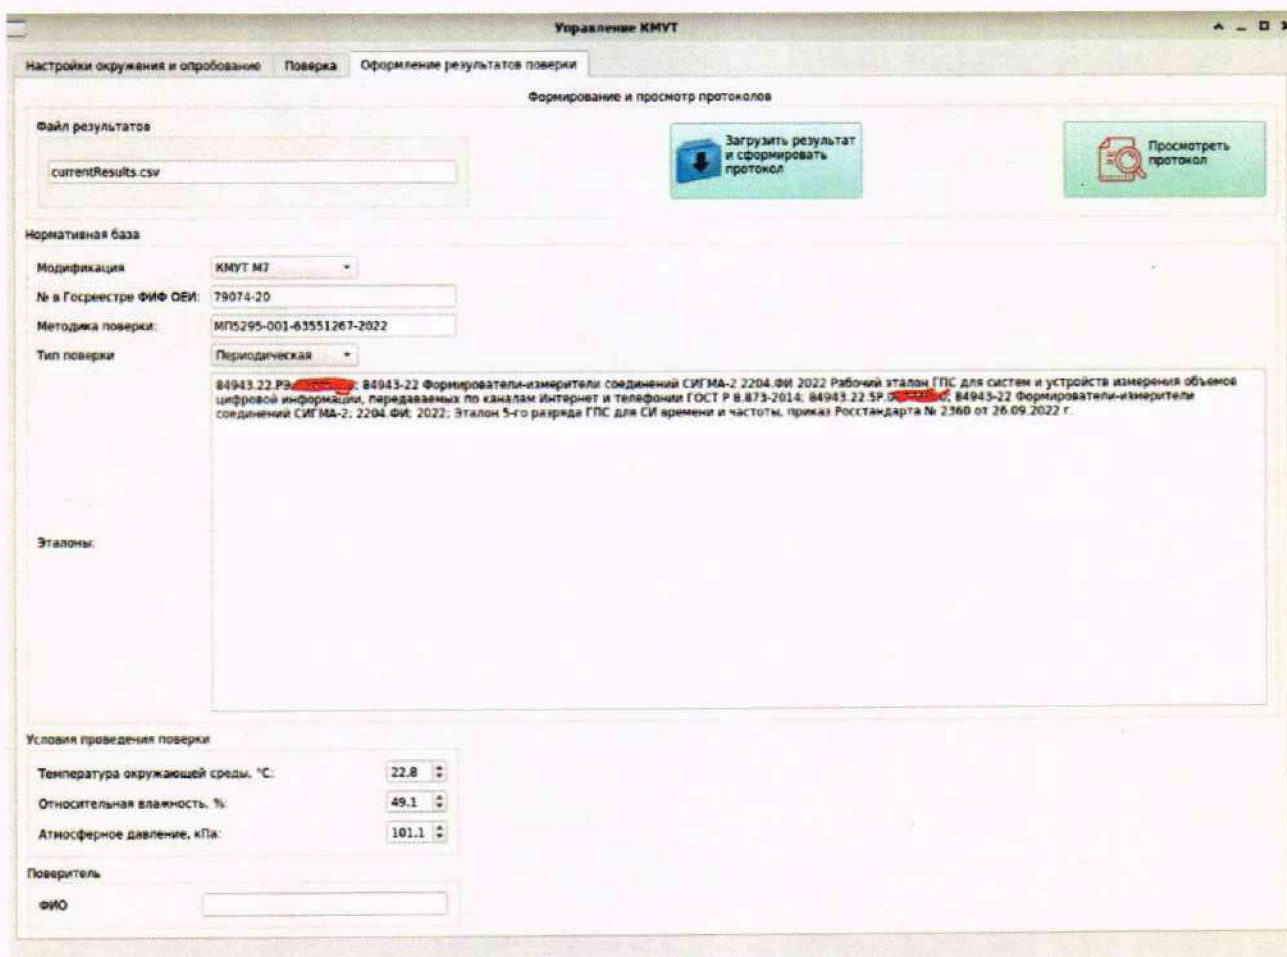 Управление КМУТ
Настройки окружения и опробование
Поверка
Оформление результатов поверки
Формирование и просмотр протоколов
Файл результатов
currentResults.csv
Загрузить результат
и сформировать
протокол
Просмотреть
протокол
Нормативная база
Модификация
КМУТ М7
№ в Госреестре ФИФ ОЕИ:
79074-20
Методика поверки:
МП5295-001-63551267-2022
Тип поверки
Периодическая
84943.22.РЭ. ; 84943-22 Формирователи-измерители соединений СИГМА-2 2204.ФИ 2022 Рабочий эталон ГПС для систем и устройств измерения объемов
цифровой информации, передаваемых по каналам Интернет и телефонии ГОСТ Р 8.873-2014; 84943.22.5Р. ; 84943-22 Формирователи-измерители
соединений СИГМА-2; 2204.ФИ; 2022; Эталон 5-го разряда ГПС для СИ времени и частоты, приказ Росстандарта № 2360 от 26.09.2022 г.
Эталоны:
Условия проведения поверки
Температура окружающей среды, °С:
22,8
Относительная влажность, %:
49,1
Атмосферное давление, кПа:
101,1
Поверитель
ФИО